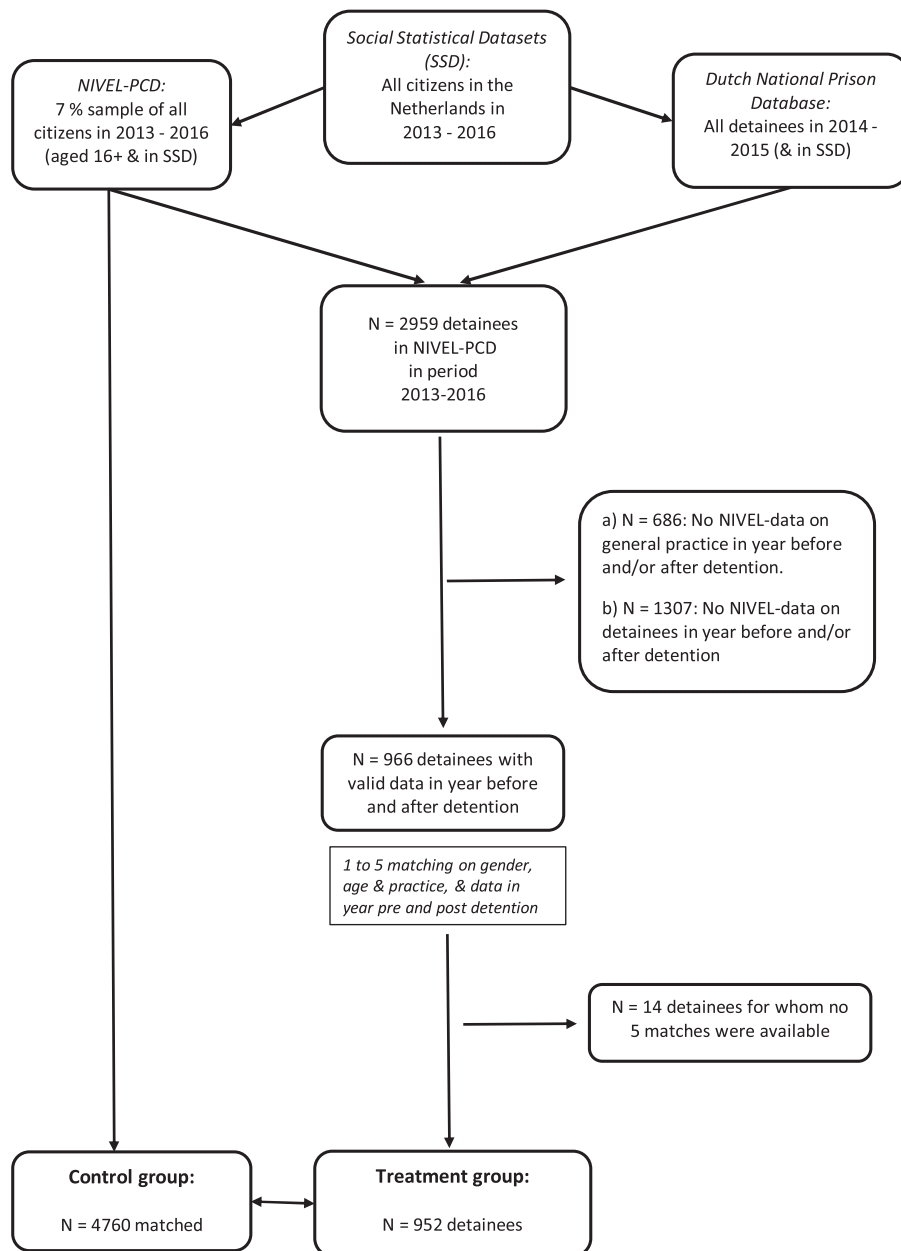 Social Statistical Datasets
(SSD):
All citizens in the
Netherlands in
2013 - 2016
NIVEL-PCD:
7 % sample of all
citizens in 2013 - 2016
(aged 16+ & in SSD)
Dutch National Prison
Database:
All detainees in 2014 -
2015 (& in SSD)
N = 2959 detainees
in NIVEL-PCD
in period
2013-2016
a) N = 686: No NIVEL-data on
general practice in year before
and/or after detention.
b) N = 1307: No NIVEL-data on
detainees in year before and/or
after detention
N = 966 detainees with
valid data in year before
and after detention
1 to 5 matching on gender,
age & practice, & data in
year pre and post detention
N = 14 detainees for whom no
5 matches were available
Control group:
N = 4760 matched
Treatment group:
N = 952 detainees